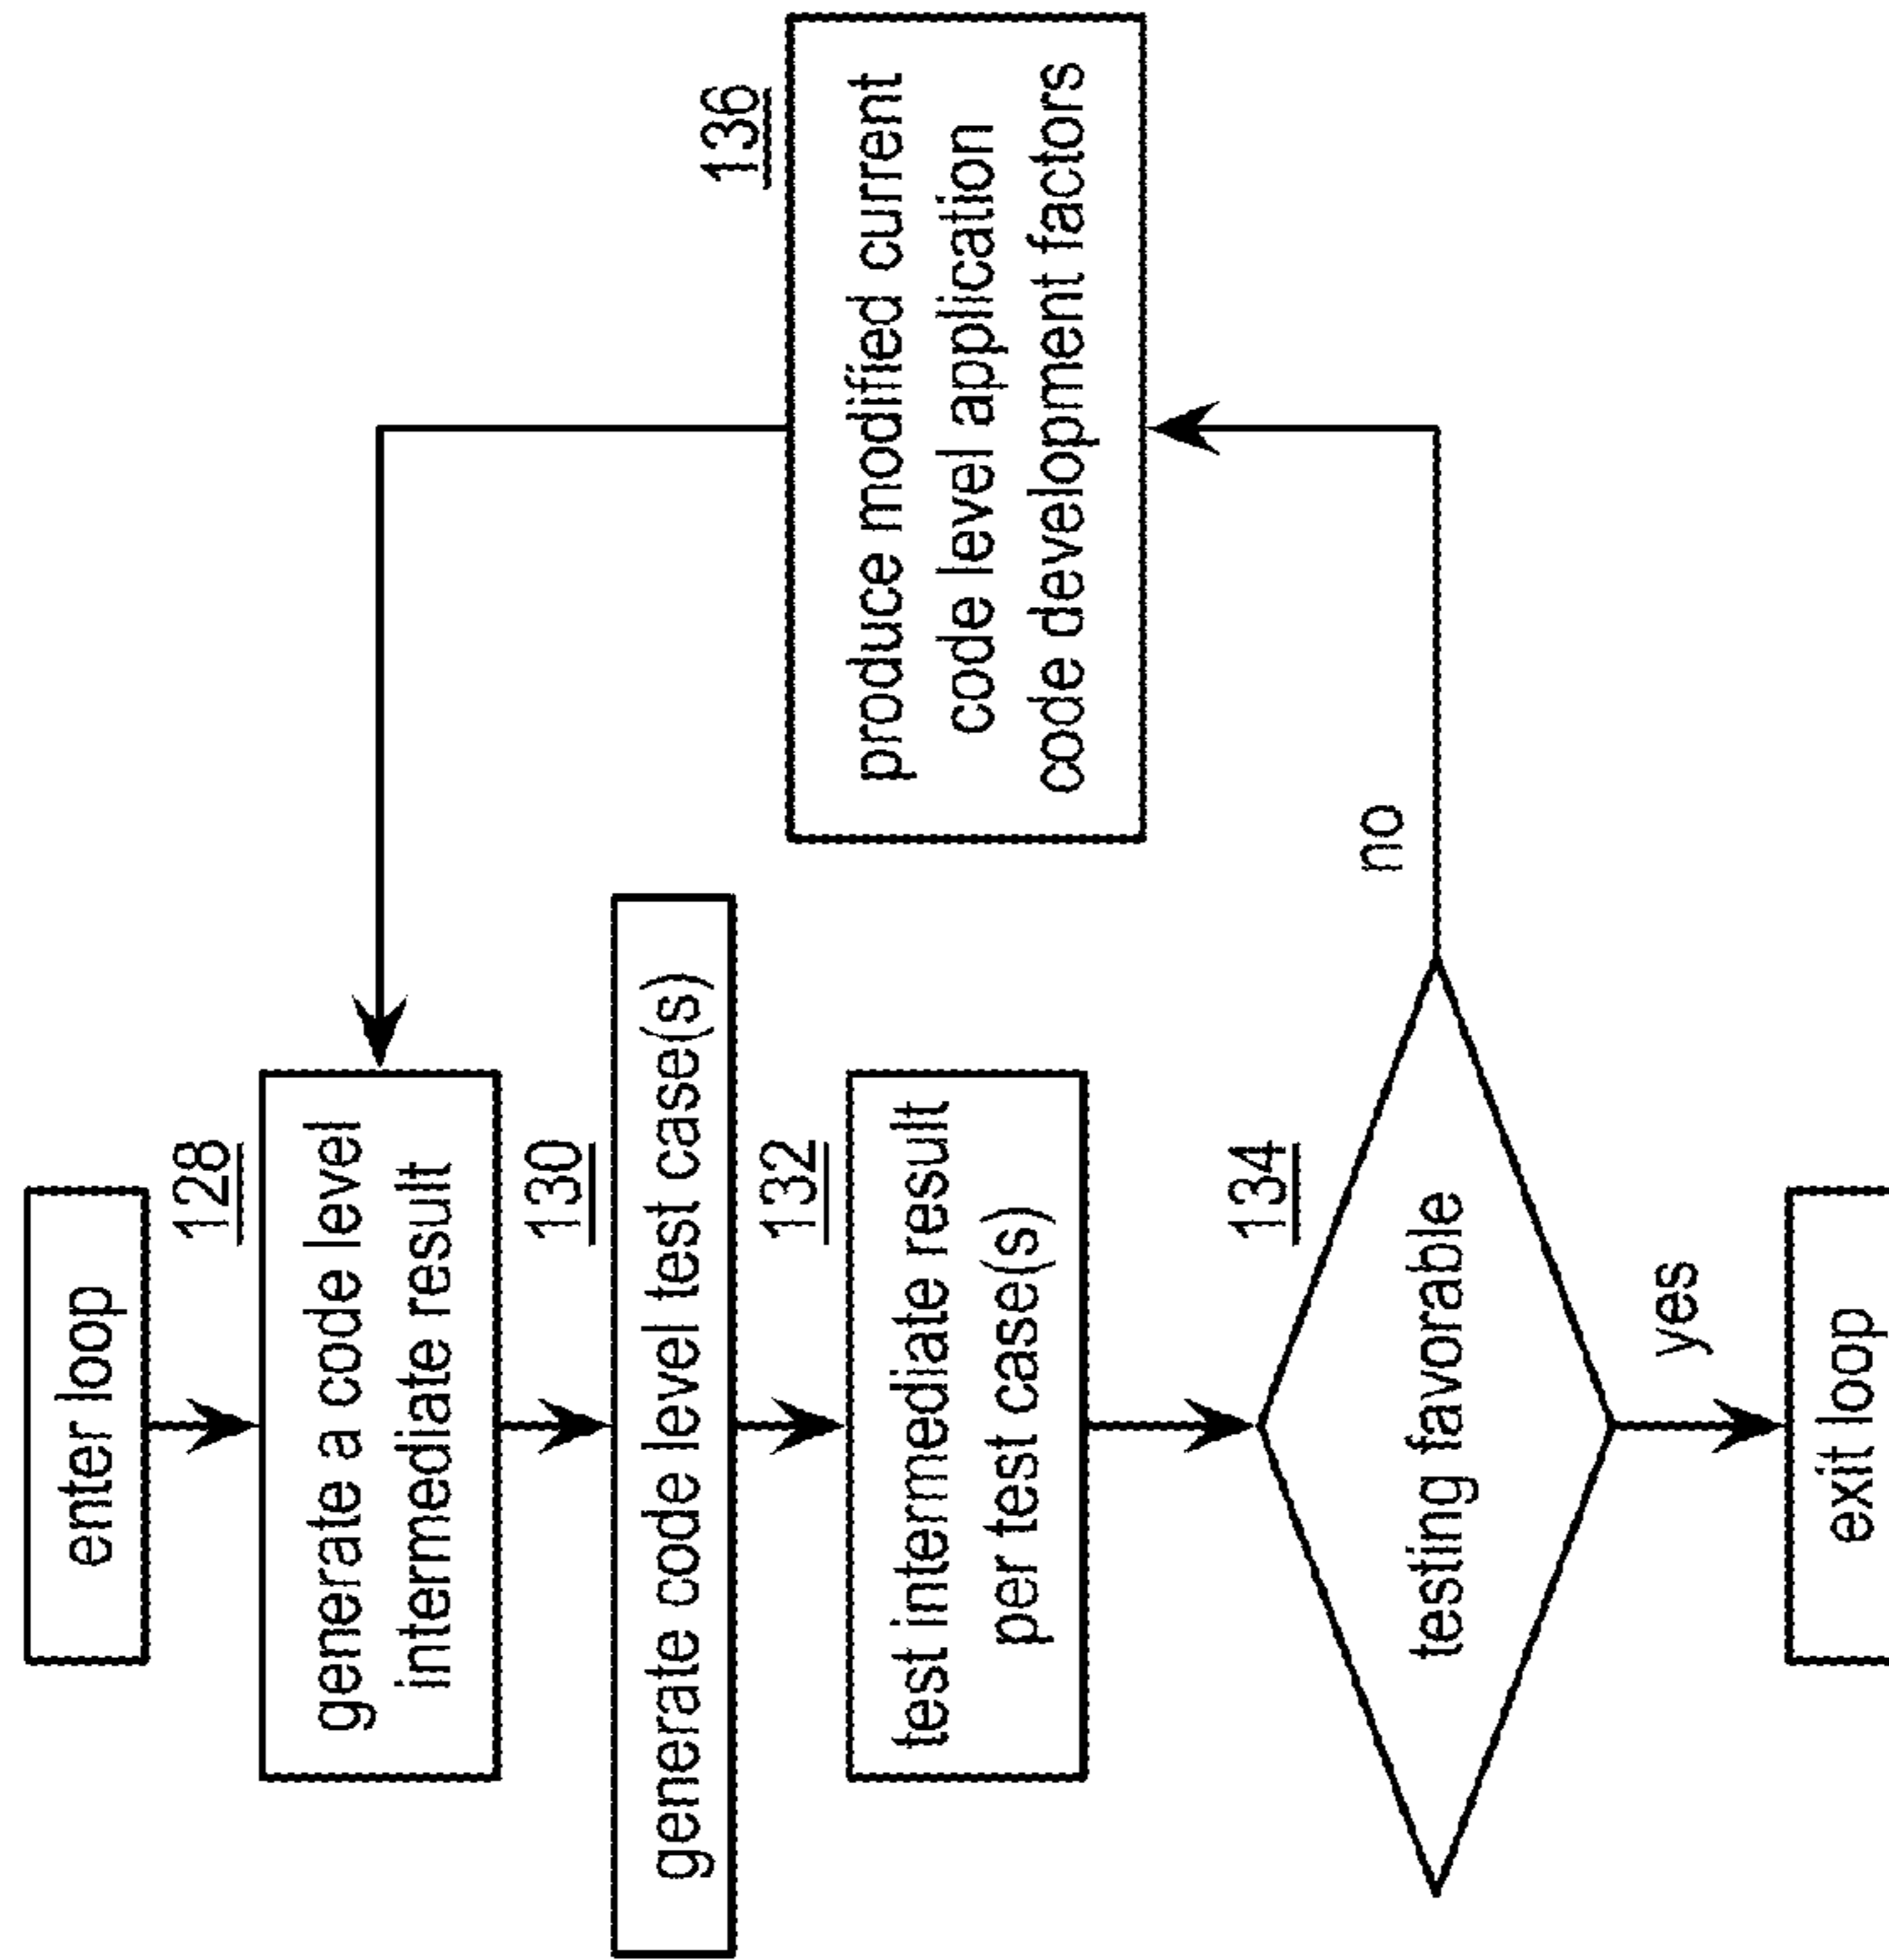 enter loop
128
generate a code level
intermediate result
130
generate code level test case(s)
132
test intermediate result
per test case(s)
134
testing favorable
no
yes
exit loop
136
produce modified current
code level application
code development factors